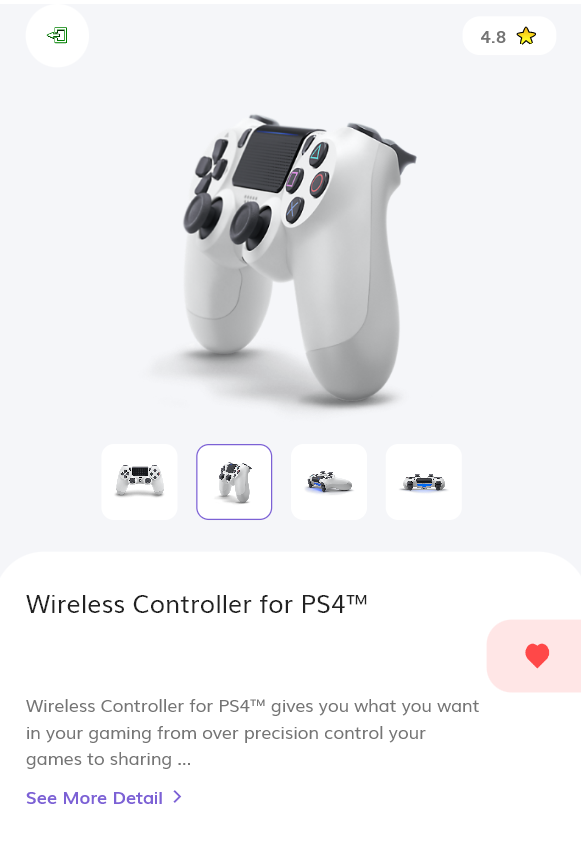 4.8
Wireless Controller for PS4™
Wireless Controller for PS4™ gives you what you want
in your gaming from over precision control your
games to sharing ...
See More Detail